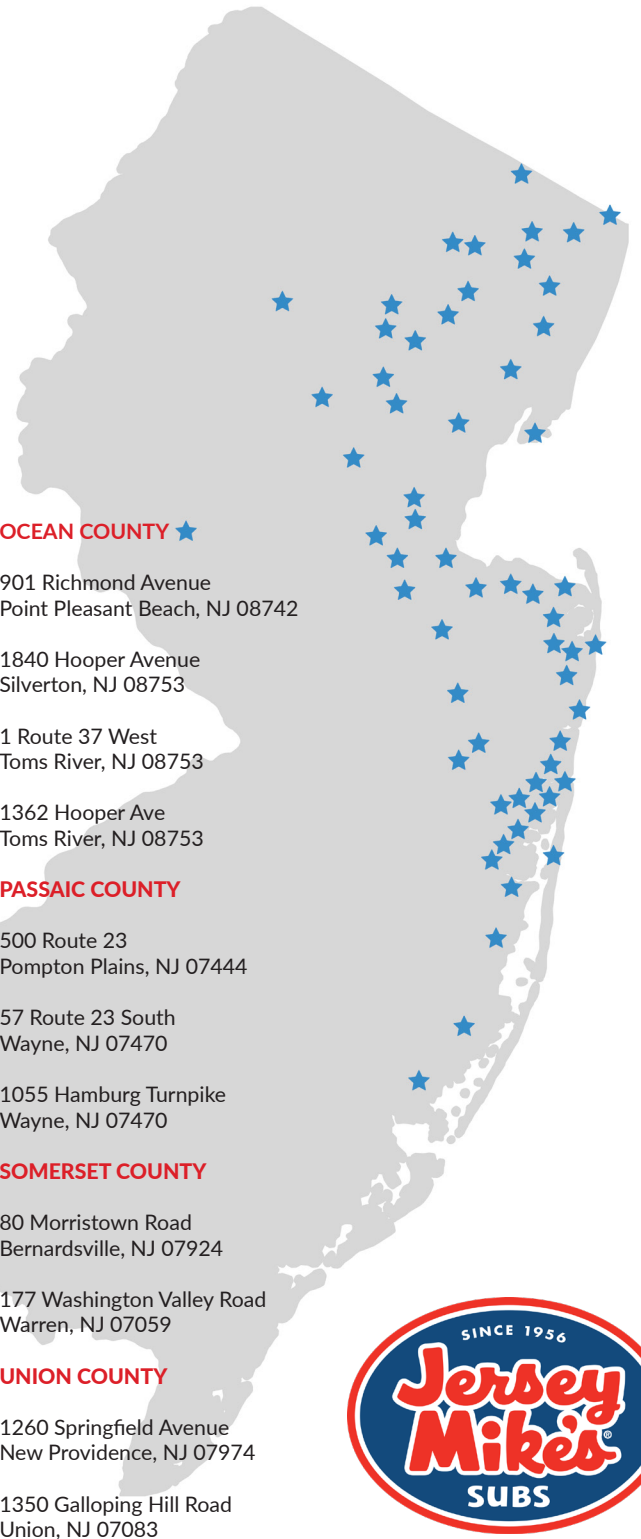 OCEAN COUNTY
901 Richmond Avenue
Point Pleasant Beach, NJ 08742
1840 Hooper Avenue
Silverton, NJ 08753
1 Route 37 West
Toms River, NJ 08753
1362 Hooper Ave
Toms River, NJ 08753
PASSAIC COUNTY
500 Route 23
Pompton Plains, NJ 07444
57 Route 23 South
Wayne, NJ 07470
1055 Hamburg Turnpike
Wayne, NJ 07470
SOMERSET COUNTY
80 Morristown Road
Bernardsville, NJ 07924
177 Washington Valley Road
Warren, NJ 07059
UNION COUNTY
1260 Springfield Avenue
New Providence, NJ 07974
1350 Galloping Hill Road
Union, NJ 07083
SINCE 1956
Jersey
Mike's®
SUBS